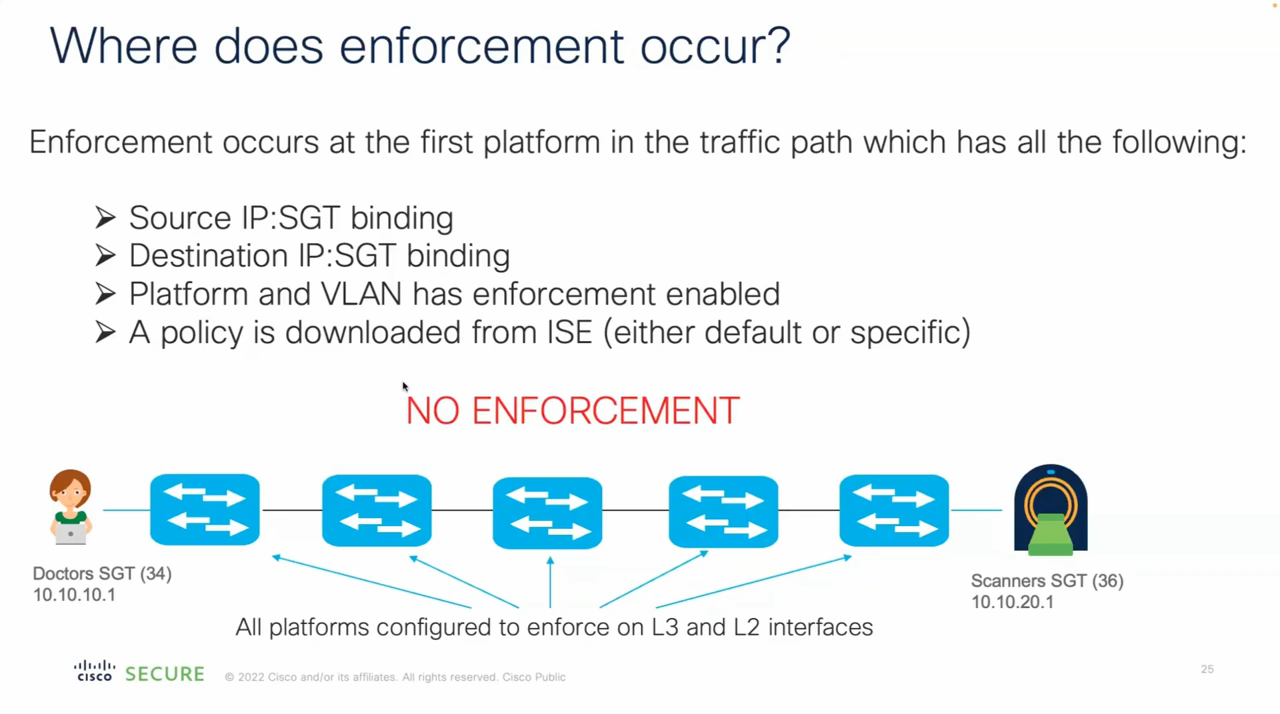 Where does enforcement occur?
Enforcement occurs at the first platform in the traffic path which has all the following:
➢ Source IP:SGT binding
➢ Destination IP:SGT binding
➢ Platform and VLAN has enforcement enabled
➢ A policy is downloaded from ISE (either default or specific)
NO ENFORCEMENT
Doctors SGT (34)
10.10.10.1
Scanners SGT (36)
10.10.20.1
All platforms configured to enforce on L3 and L2 interfaces
cisco SECURE © 2022 Cisco and/or its affiliates. All rights reserved. Cisco Public
25